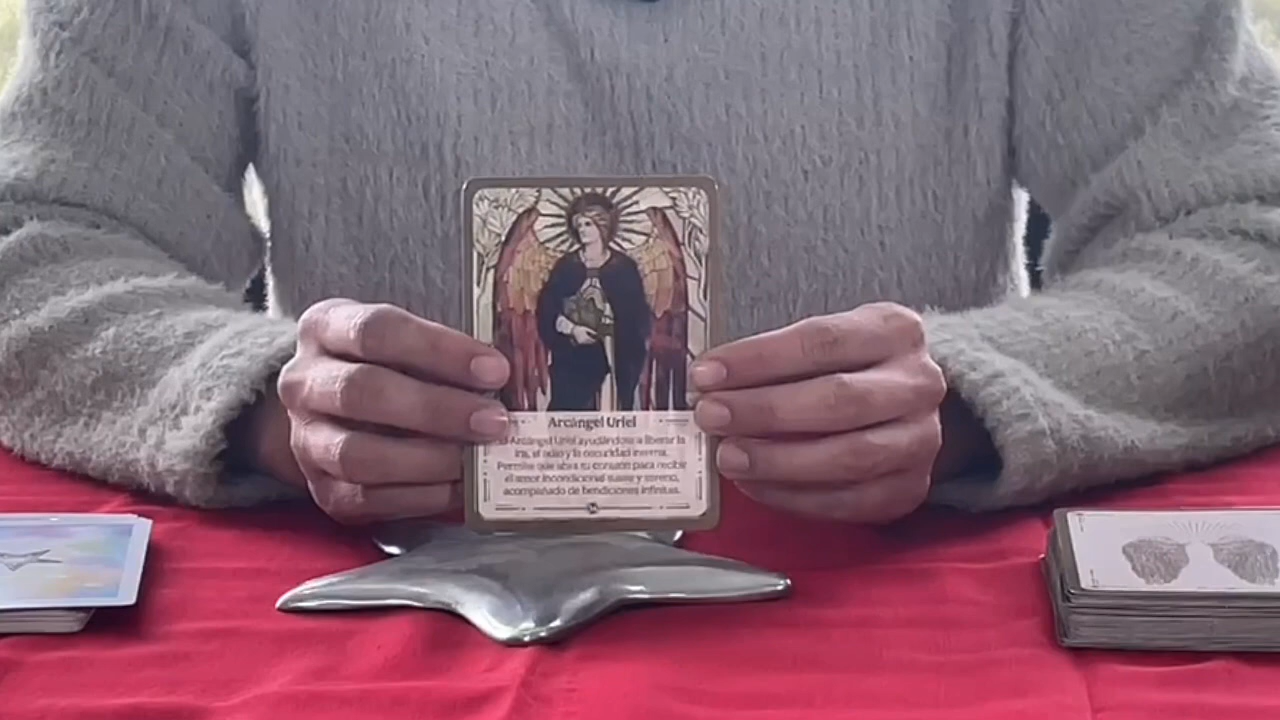 Arcángel Uriel
Arcángel Uriel ayudándote a liberar la
ira, el odio y la oscuridad interna.
Permite que abra tu corazón para recibir
el amor incondicional suave y sereno,
acompañado de bendiciones infinitas.